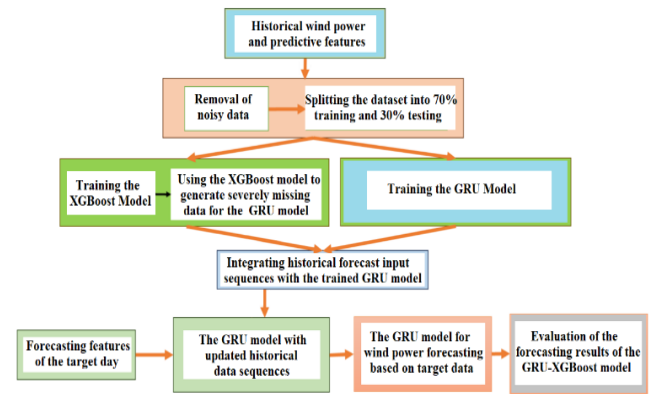 Historical wind power
and predictive features
Removal of
noisy data
Splitting the dataset into 70%
training and 30% testing
Training the
XGBoost Model
Using the XGBoost model to
generate severely missing
data for the GRU model
Training the GRU Model
Integrating historical forecast input
sequences with the trained GRU model
Forecasting features
of the target day
The GRU model with
updated historical
data sequences
The GRU model for
wind power forecasting
based on target data
Evaluation of the
forecasting results of the
GRU-XGBoost model